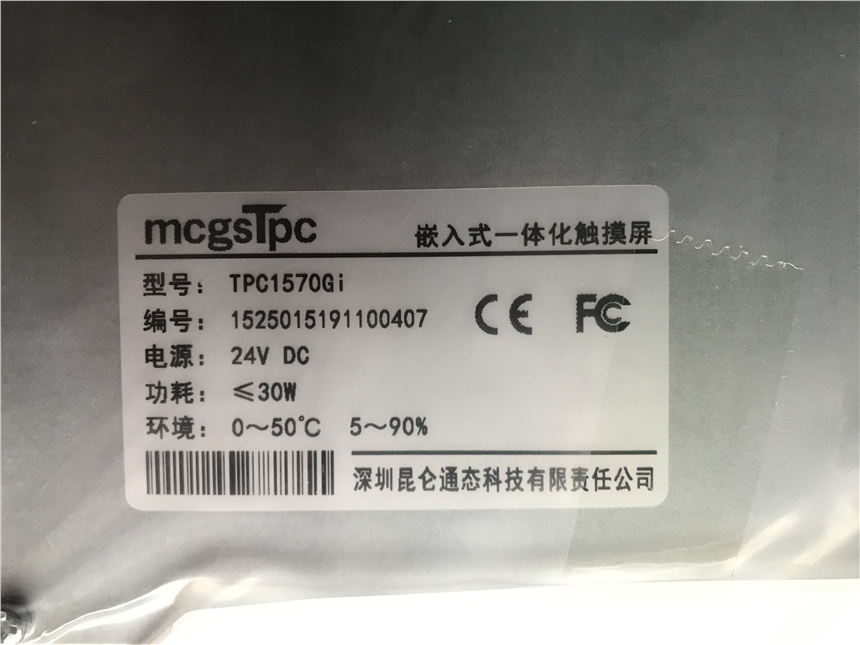 mcgsTpc 嵌入式一体化触摸屏
型号: TPC1570Gi
编号: 1525015191100407
电源: 24V DC
功耗: ≤30W
环境: 0～50℃ 5～90%
CE FC
深圳昆仑通态科技有限责任公司